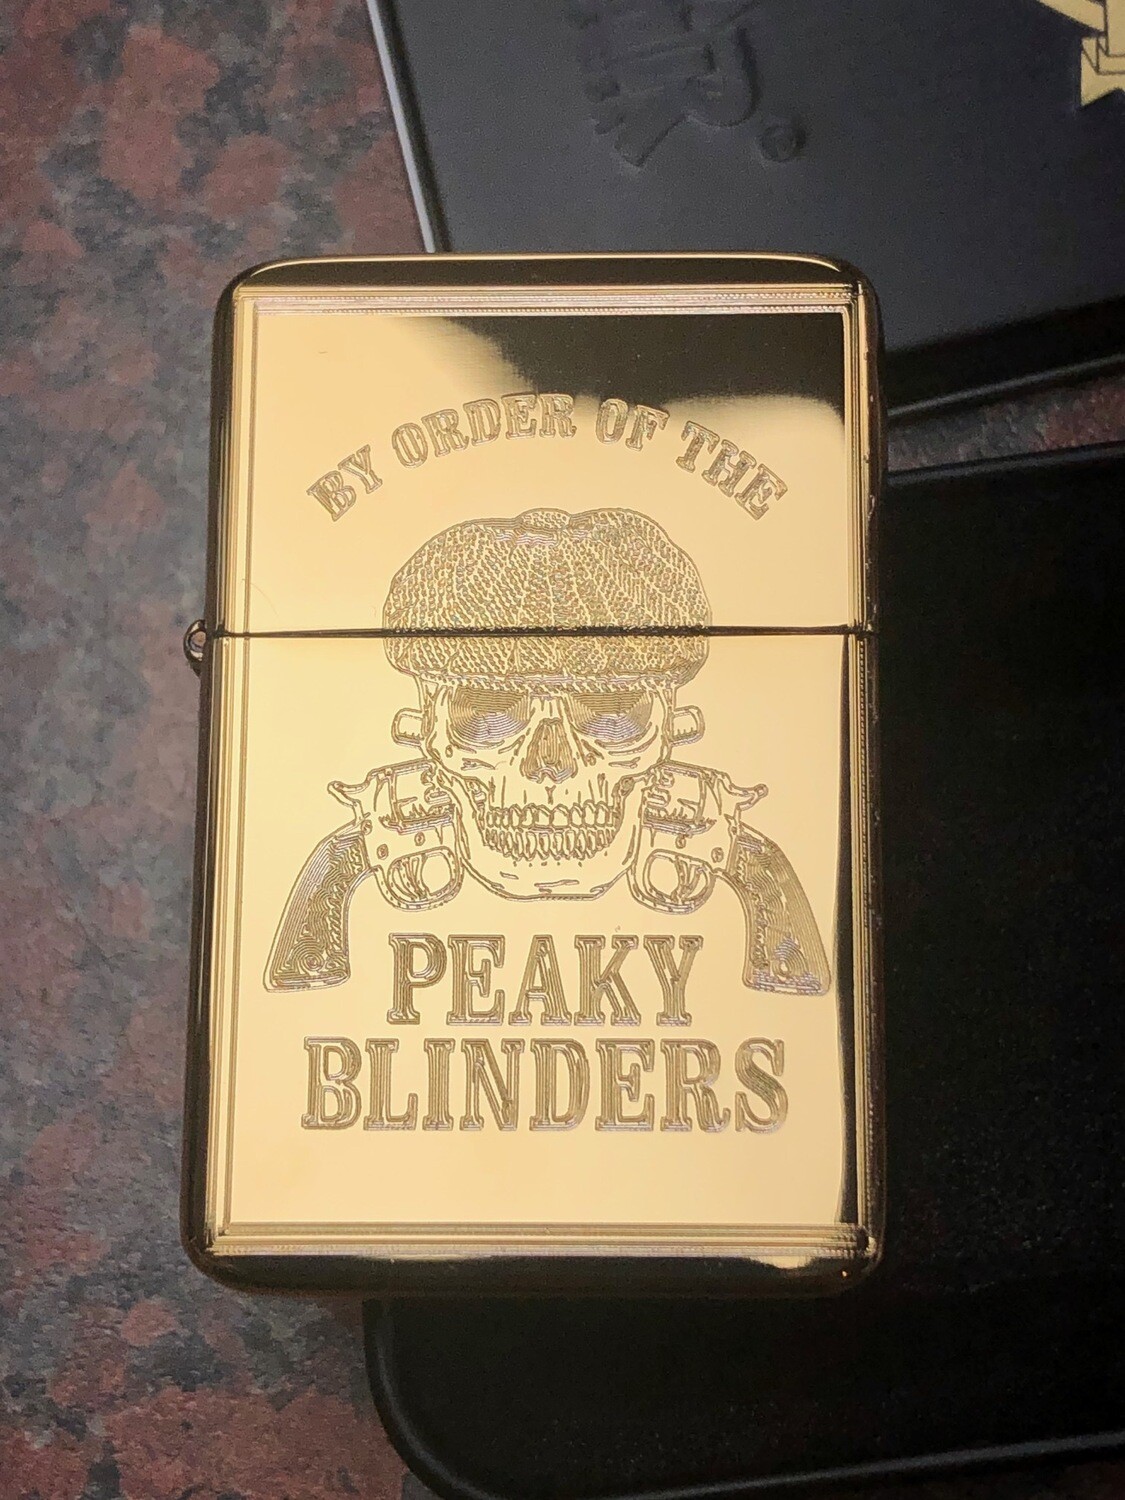 BY ORDER OF THE
PEAKY
BLINDERS